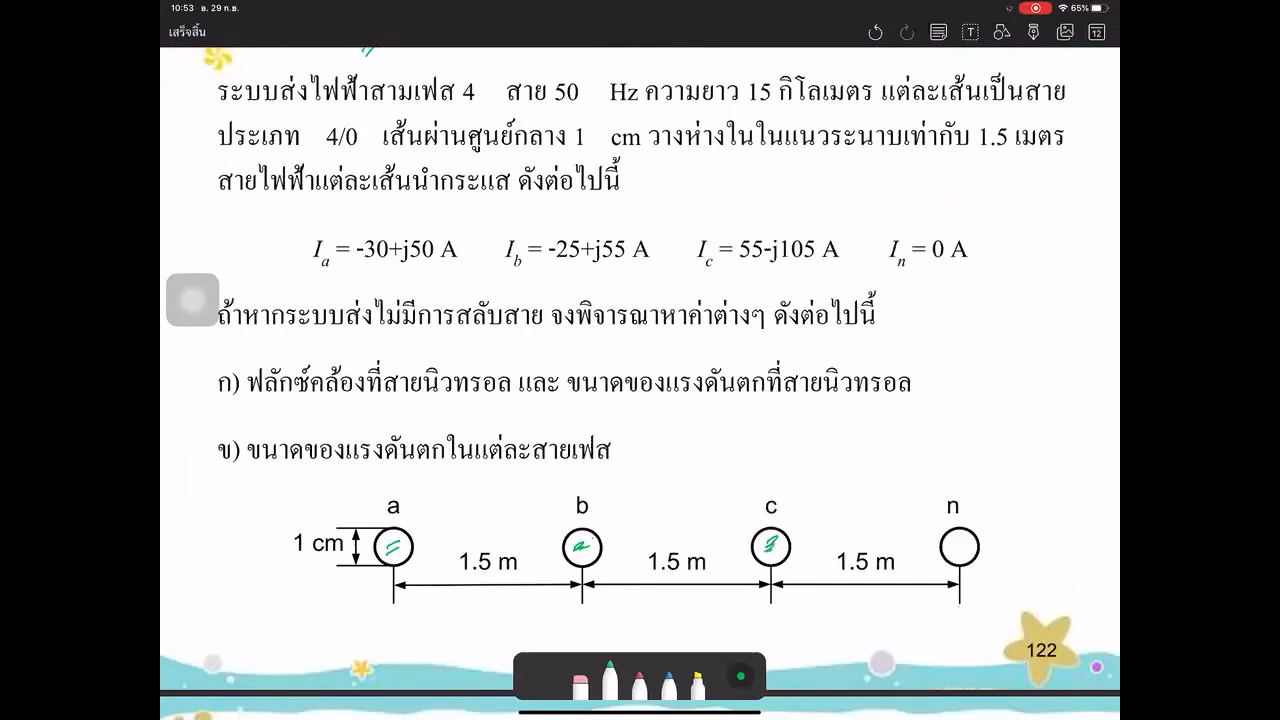 10:53 อ. 29 ก.ย. 65%
เสร็จสิ้น
12
ระบบส่งไฟฟ้าสามเฟส 4 สาย 50 Hz ความยาว 15 กิโลเมตร แต่ละเส้นเป็นสาย
ประเภท 4/0 เส้นผ่านศูนย์กลาง 1 cm วางห่างในในแนวระนาบเท่ากับ 1.5 เมตร
สายไฟฟ้าแต่ละเส้นนำกระแส ดังต่อไปนี้
Ia = -30+j50 A Ib = -25+j55 A Ic = 55-j105 A In = 0 A
ถ้าหากระบบส่งไม่มีการสลับสาย จงพิจารณาหาค่าต่างๆ ดังต่อไปนี้
ก) ฟลักซ์คล้องที่สายนิวทรอล และ ขนาดของแรงดันตกที่สายนิวทรอล
ข) ขนาดของแรงดันตกในแต่ละสายเฟส
a b c n
1 cm 1.5 m 1.5 m 1.5 m
122